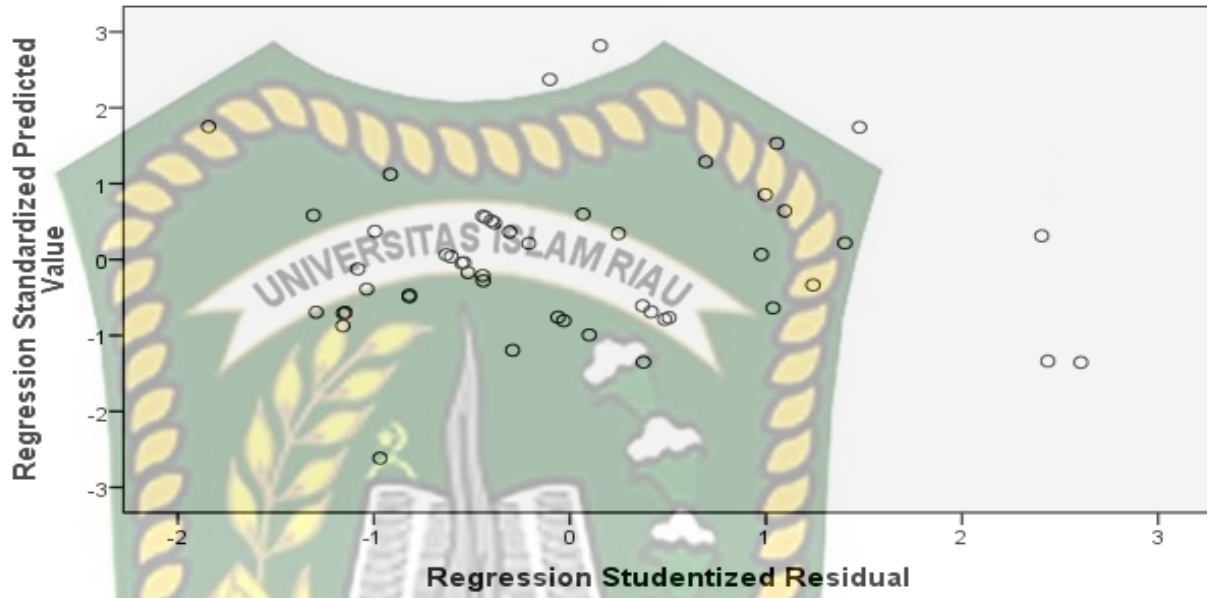 Regression Standardized Predicted
Value
3
2
1
0
-1
-2
-3
UNIVERSITAS ISLAM RIAU
-2 -1 0 1 2 3
Regression Studentized Residual